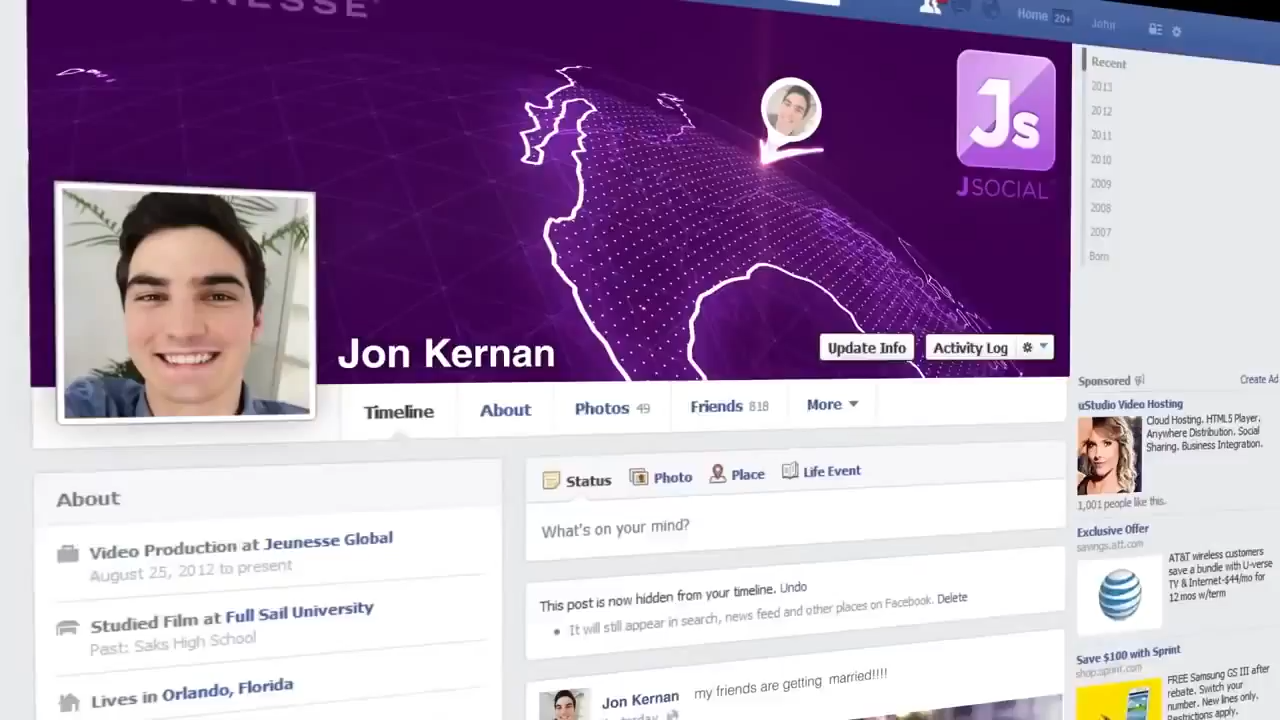 Home 20+ John
Js
JSOCIAL
Jon Kernan
Update Info
Activity Log
Timeline
About
Photos 49
Friends 818
More
About
Video Production at Jeunesse Global
August 25, 2012 to present
Studied Film at Full Sail University
Past: Saks High School
Lives in Orlando, Florida
Status
Photo
Place
Life Event
What's on your mind?
This post is now hidden from your timeline. Undo
• It will still appear in search, news feed and other places on Facebook. Delete
Jon Kernan my friends are getting married!!!!
Recent
2013
2012
2011
2010
2009
2008
2007
Born
Sponsored
Create Ad
uStudio Video Hosting
Cloud Hosting. HTML5 Player.
Anywhere Distribution. Social
Sharing. Business Integration.
1,001 people like this.
Exclusive Offer
savings.att.com
AT&T wireless customers
save a bundle with U-verse
TV & Internet-$44/mo for
12 mos w/term
Save $100 with Sprint
shop.sprint.com
FREE Samsung GS III after
rebate. Switch your
number. New lines only.
Restrictions apply.